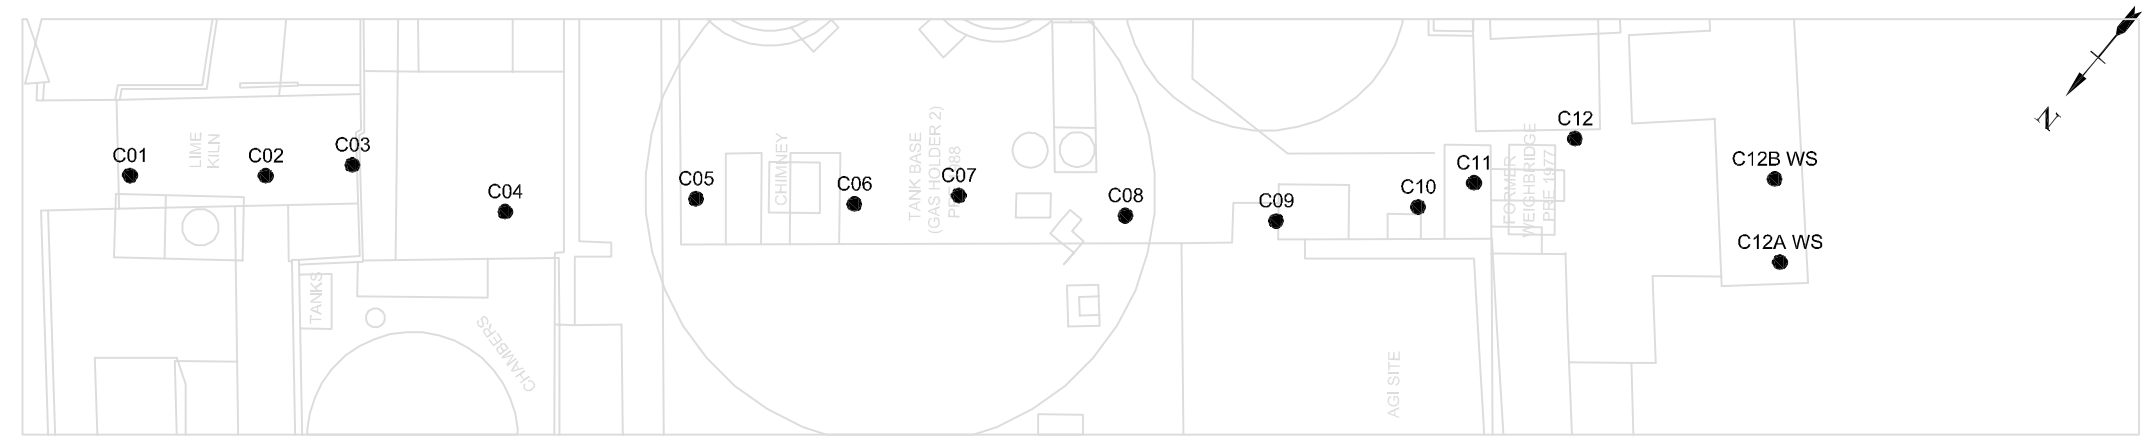 C01
LIME
KILN
C02
C03
C04
TANKS
CHAMBERS
C05
CHIMNEY
C06
TANK BASE
(GAS HOLDER 2)
C07
C08
C09
AGI SITE
C10
C11
FORMER
WEIGHBRIDGE
PRE 1977
C12
C12B WS
C12A WS
N